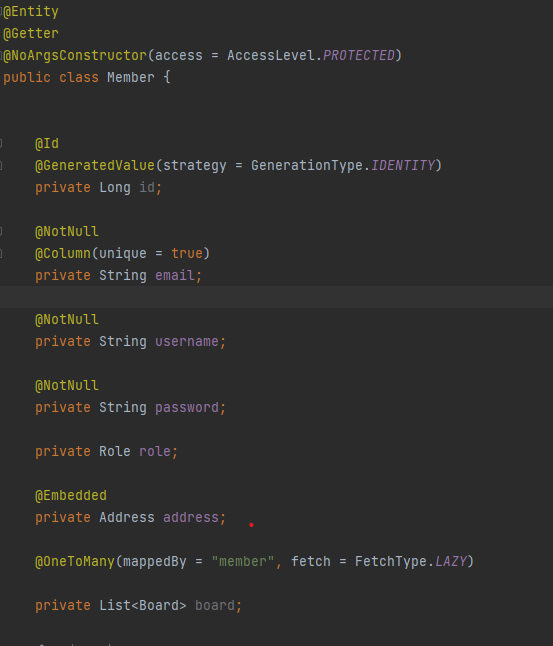 @Entity
@Getter
@NoArgsConstructor(access = AccessLevel.PROTECTED)
public class Member {
@Id
@GeneratedValue(strategy = GenerationType.IDENTITY)
private Long id;
@NotNull
@Column(unique = true)
private String email;
@NotNull
private String username;
@NotNull
private String password;
private Role role;
@Embedded
private Address address;
@OneToMany(mappedBy = "member", fetch = FetchType.LAZY)
private List<Board> board;